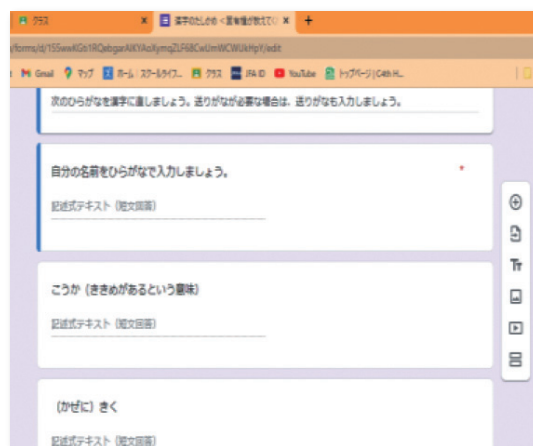 クラス
漢字のたしかめ
/edit
Gmail マップ ホーム クラス YouTube
次のひらがなを漢字に直しましょう。送りがなが必要な場合は、送りがなも入力しましょう。
自分の名前をひらがなで入力しましょう。 *
記述式テキスト（短文回答）
こうか（ききめがあるという意味）
記述式テキスト（短文回答）
（かぜに）きく
記述式テキスト（短文回答）